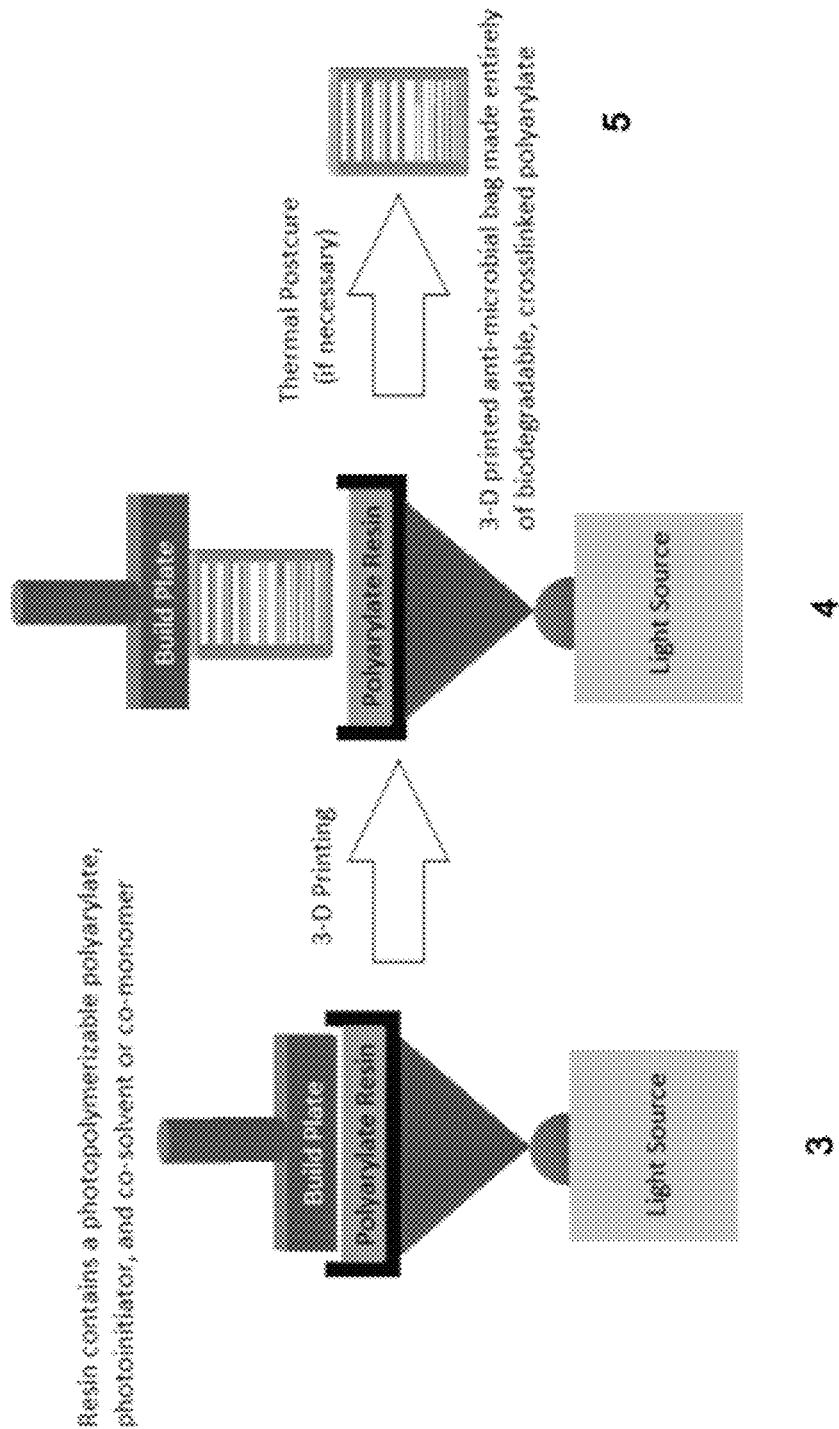 Resin contains a photopolymerizable polyarylate,
photoinitiator, and co-solvent or co-monomer
Build Plate
Polyarylate Resin
Light Source
3
3-D Printing
Build Plate
Polyarylate Resin
Light Source
4
Thermal Postcure
(if necessary)
3-D printed anti-microbial bag made entirely
of biodegradable, crosslinked polyarylate
5